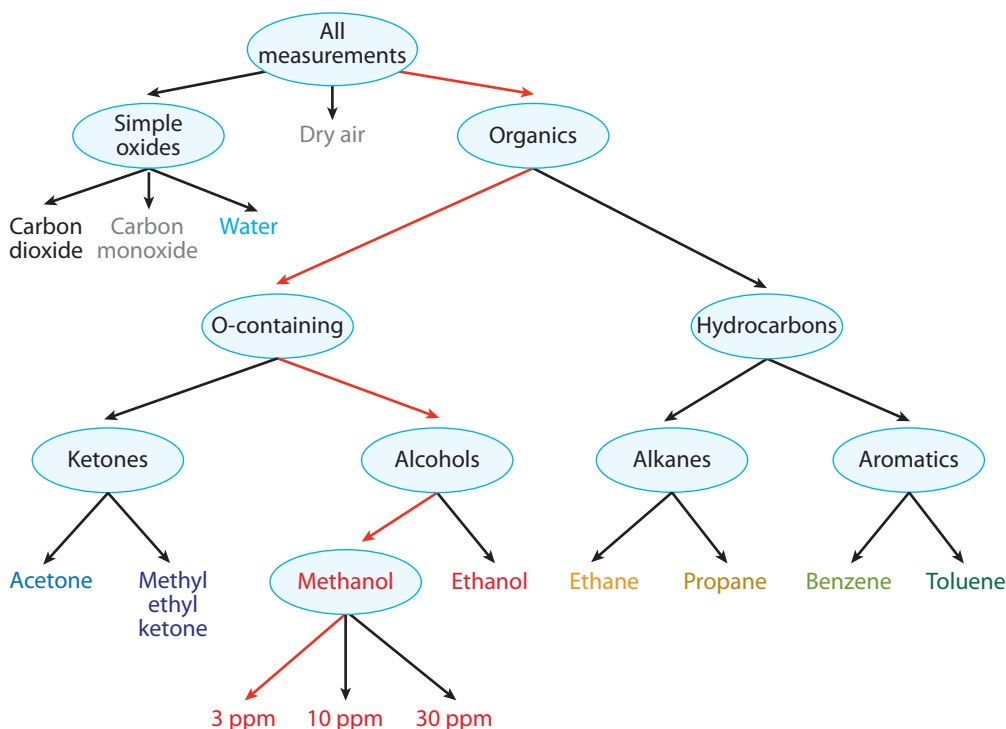 All
measurements
Simple
oxides
Dry air
Organics
Carbon
dioxide
Carbon
monoxide
Water
O-containing
Hydrocarbons
Ketones
Alcohols
Alkanes
Aromatics
Acetone
Methyl
ethyl
ketone
Methanol
Ethanol
Ethane
Propane
Benzene
Toluene
3 ppm
10 ppm
30 ppm